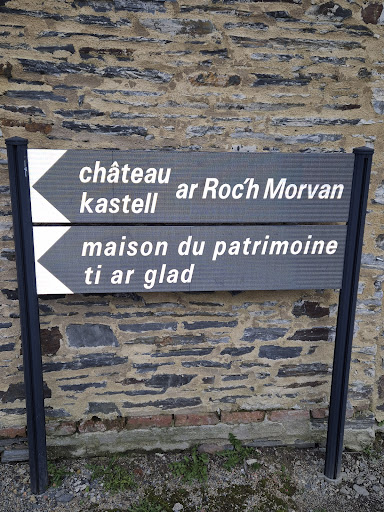 château
kastell ar Roc'h Morvan
maison du patrimoine
ti ar glad